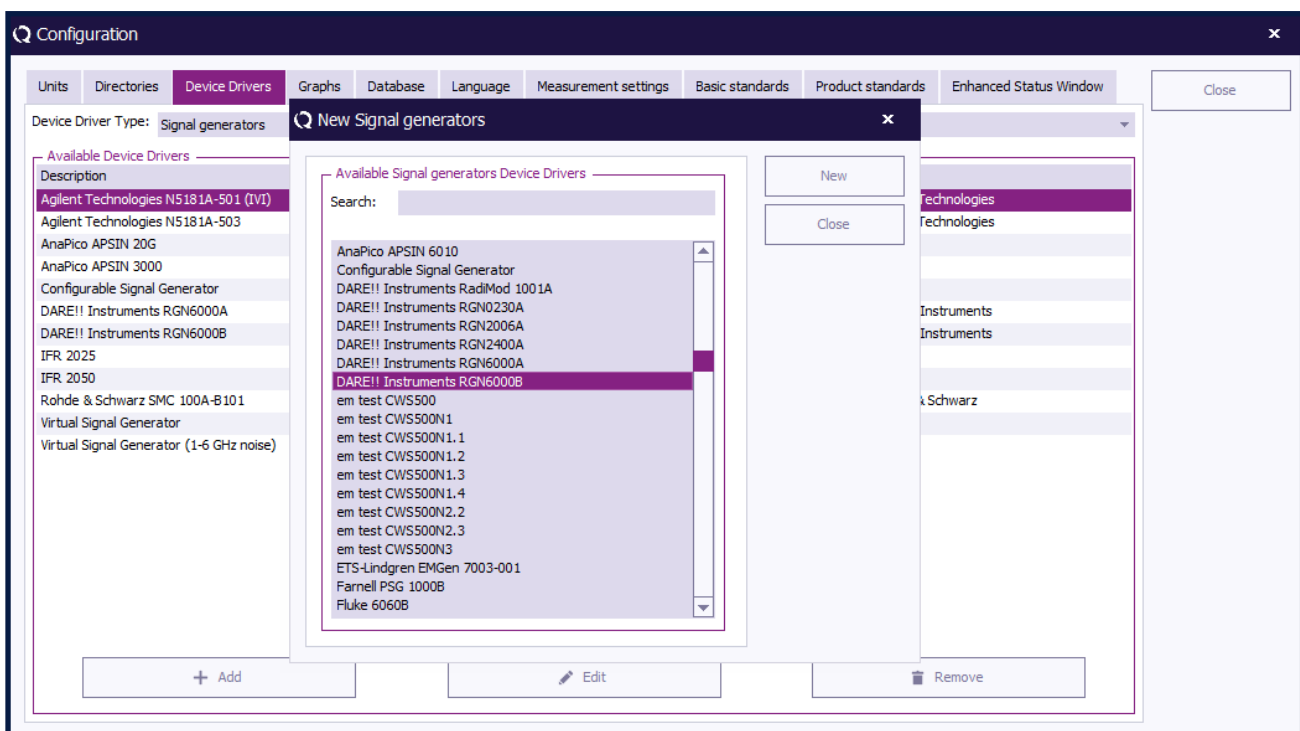 Configuration
Units Directories Device Drivers Graphs Database Language Measurement settings Basic standards Product standards Enhanced Status Window
Close
Device Driver Type: Signal generators
Available Device Drivers
Description
Agilent Technologies N5181A-501 (IVI)
Agilent Technologies N5181A-503
AnaPico APSIN 20G
AnaPico APSIN 3000
Configurable Signal Generator
DARE!! Instruments RGN6000A
DARE!! Instruments RGN6000B
IFR 2025
IFR 2050
Rohde & Schwarz SMC 100A-B101
Virtual Signal Generator
Virtual Signal Generator (1-6 GHz noise)
Technologies
Technologies
Instruments
Instruments
& Schwarz
New Signal generators
Available Signal generators Device Drivers
Search:
AnaPico APSIN 6010
Configurable Signal Generator
DARE!! Instruments RadiMod 1001A
DARE!! Instruments RGN0230A
DARE!! Instruments RGN2006A
DARE!! Instruments RGN2400A
DARE!! Instruments RGN6000A
DARE!! Instruments RGN6000B
em test CWS500
em test CWS500N1
em test CWS500N1.1
em test CWS500N1.2
em test CWS500N1.3
em test CWS500N1.4
em test CWS500N2.2
em test CWS500N2.3
em test CWS500N3
ETS-Lindgren EMGen 7003-001
Farnell PSG 1000B
Fluke 6060B
New
Close
+ Add
Edit
Remove